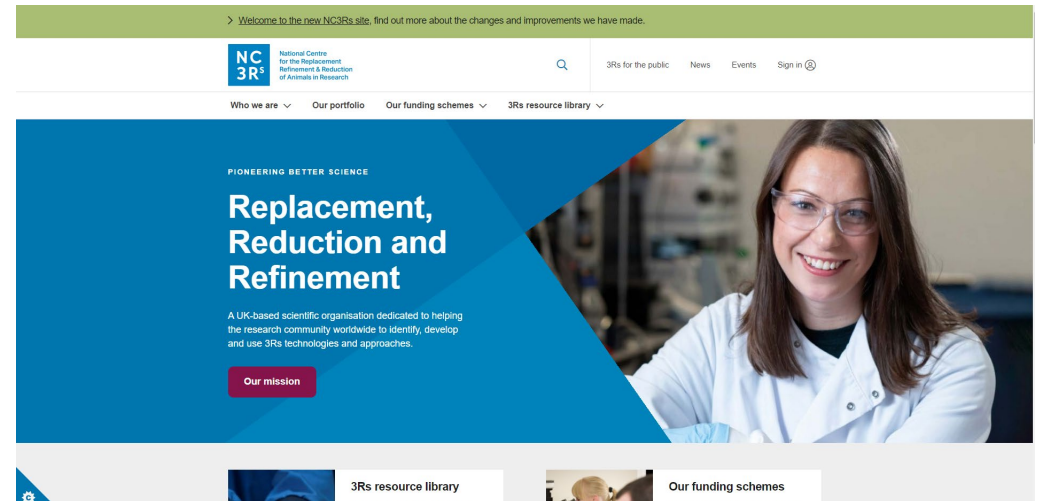 Welcome to the new NC3Rs site, find out more about the changes and improvements we have made.
NC
3Rs
National Centre
for the Replacement
Refinement & Reduction
of Animals in Research
3Rs for the public News Events Sign in
Who we are Our portfolio Our funding schemes 3Rs resource library
PIONEERING BETTER SCIENCE
Replacement,
Reduction and
Refinement
A UK-based scientific organisation dedicated to helping
the research community worldwide to identify, develop
and use 3Rs technologies and approaches.
Our mission
3Rs resource library
Our funding schemes